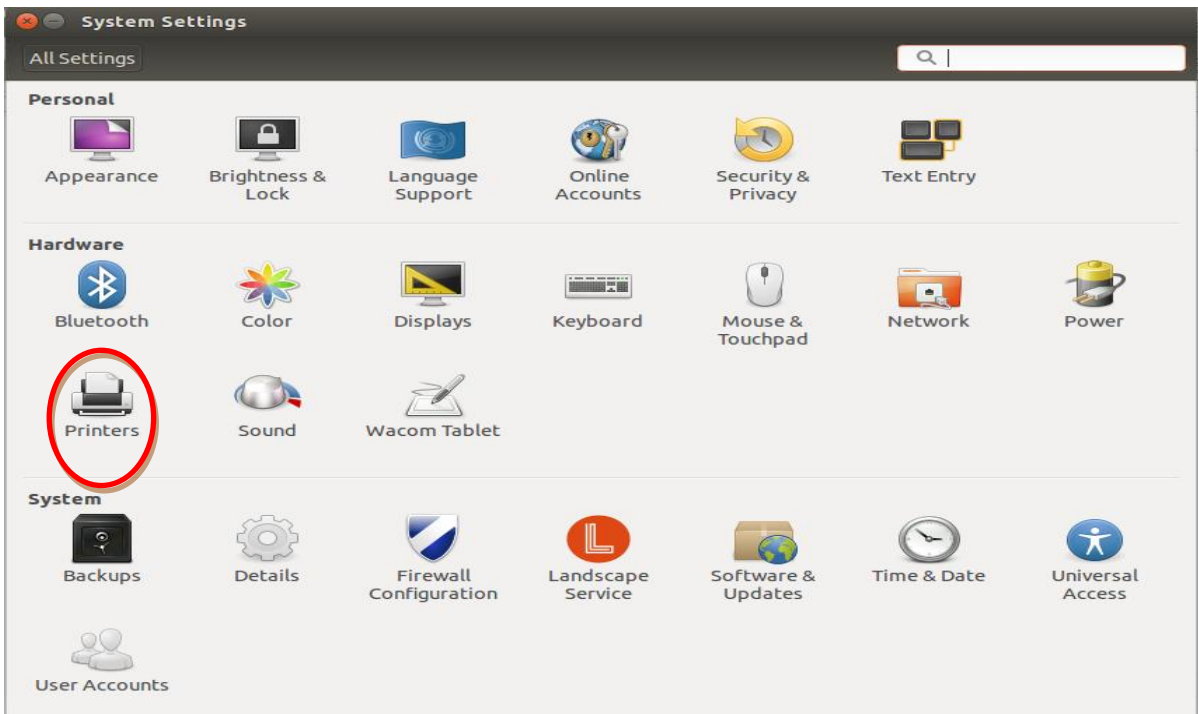 System Settings
All Settings
Personal
Appearance
Brightness &
Lock
Language
Support
Online
Accounts
Security &
Privacy
Text Entry
Hardware
Bluetooth
Color
Displays
Keyboard
Mouse &
Touchpad
Network
Power
Printers
Sound
Wacom Tablet
System
Backups
Details
Firewall
Configuration
Landscape
Service
Software &
Updates
Time & Date
Universal
Access
User Accounts